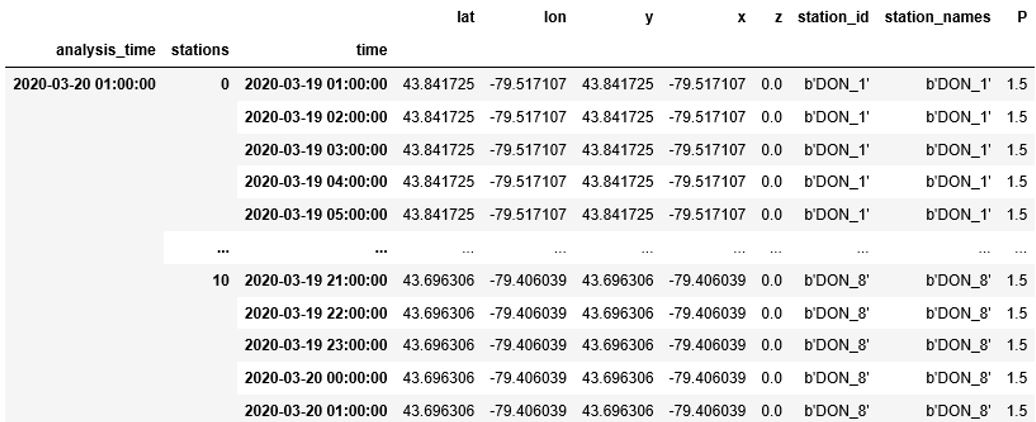 lat lon y x z station_id station_names P
analysis_time stations time
2020-03-20 01:00:00 0 2020-03-19 01:00:00 43.841725 -79.517107 43.841725 -79.517107 0.0 b'DON_1' b'DON_1' 1.5
2020-03-19 02:00:00 43.841725 -79.517107 43.841725 -79.517107 0.0 b'DON_1' b'DON_1' 1.5
2020-03-19 03:00:00 43.841725 -79.517107 43.841725 -79.517107 0.0 b'DON_1' b'DON_1' 1.5
2020-03-19 04:00:00 43.841725 -79.517107 43.841725 -79.517107 0.0 b'DON_1' b'DON_1' 1.5
2020-03-19 05:00:00 43.841725 -79.517107 43.841725 -79.517107 0.0 b'DON_1' b'DON_1' 1.5
... ... ... ... ... ... ... ... ... ...
10 2020-03-19 21:00:00 43.696306 -79.406039 43.696306 -79.406039 0.0 b'DON_8' b'DON_8' 1.5
2020-03-19 22:00:00 43.696306 -79.406039 43.696306 -79.406039 0.0 b'DON_8' b'DON_8' 1.5
2020-03-19 23:00:00 43.696306 -79.406039 43.696306 -79.406039 0.0 b'DON_8' b'DON_8' 1.5
2020-03-20 00:00:00 43.696306 -79.406039 43.696306 -79.406039 0.0 b'DON_8' b'DON_8' 1.5
2020-03-20 01:00:00 43.696306 -79.406039 43.696306 -79.406039 0.0 b'DON_8' b'DON_8' 1.5